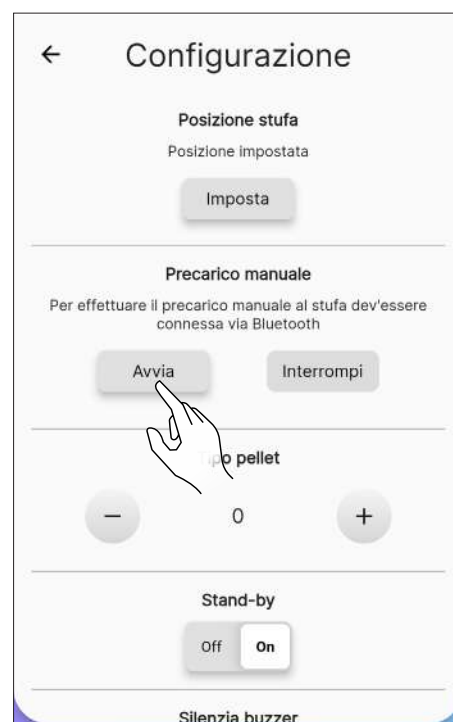 Configurazione
Posizione stufa
Posizione impostata
Imposta
Precarico manuale
Per effettuare il precarico manuale al stufa dev'essere
connessa via Bluetooth
Avvia Interrompi
Tipo pellet
− 0 +
Stand-by
Off On
Silenzia buzzer